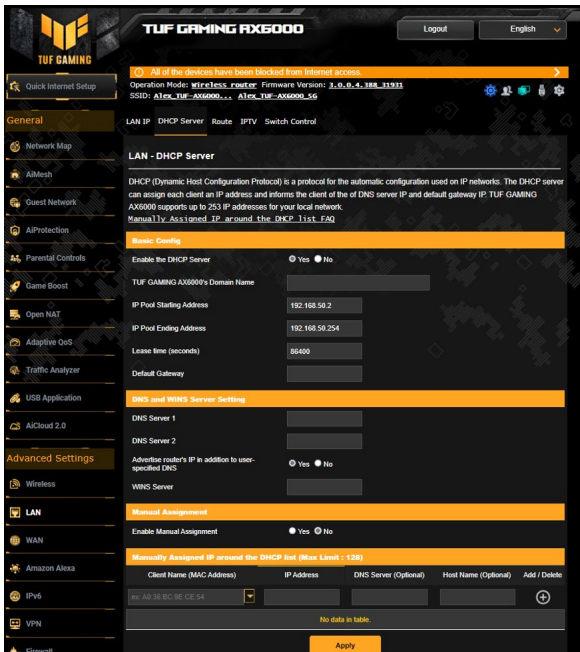 TUF GAMING
TUF GAMING AX6000
Logout
English
All of the devices have been blocked from Internet access.
Quick Internet Setup
Operation Mode: Wireless router Firmware Version: 3.0.0.4.388_31931
SSID: Alex_TUF-AX6000... Alex_TUF-AX6000_5G
General
Network Map
AiMesh
Guest Network
AiProtection
Parental Controls
Game Boost
Open NAT
Adaptive QoS
Traffic Analyzer
USB Application
AiCloud 2.0
Advanced Settings
Wireless
LAN
WAN
Amazon Alexa
IPv6
VPN
Firewall
LAN IP DHCP Server Route IPTV Switch Control
LAN - DHCP Server
DHCP (Dynamic Host Configuration Protocol) is a protocol for the automatic configuration used on IP networks. The DHCP server
can assign each client an IP address and informs the client of the of DNS server IP and default gateway IP. TUF GAMING
AX6000 supports up to 253 IP addresses for your local network.
Manually Assigned IP around the DHCP list FAQ
Basic Config
Enable the DHCP Server Yes No
TUF GAMING AX6000's Domain Name
IP Pool Starting Address 192.168.50.2
IP Pool Ending Address 192.168.50.254
Lease time (seconds) 86400
Default Gateway
DNS and WINS Server Setting
DNS Server 1
DNS Server 2
Advertise router's IP in addition to user-
specified DNS Yes No
WINS Server
Manual Assignment
Enable Manual Assignment Yes No
Manually Assigned IP around the DHCP list (Max Limit : 128)
Client Name (MAC Address) IP Address DNS Server (Optional) Host Name (Optional) Add / Delete
ex: A0:36:BC:9E:CE:54
No data in table.
Apply